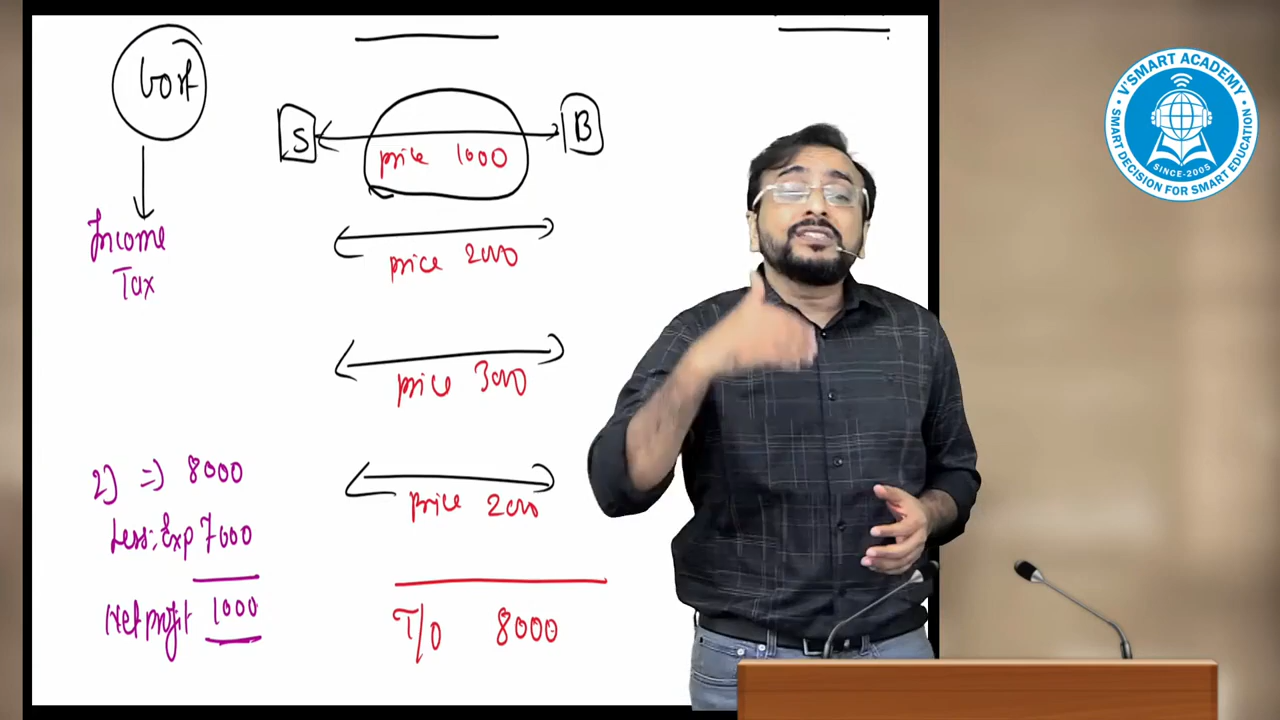 Govt
S
B
price 1000
Income
Tax
price 2000
price 3000
2) => 8000
price 2000
Less: Exp 7000
Net profit 1000
T/O 8000
V'SMART ACADEMY
SINCE-2005
SMART DECISION FOR SMART EDUCATION